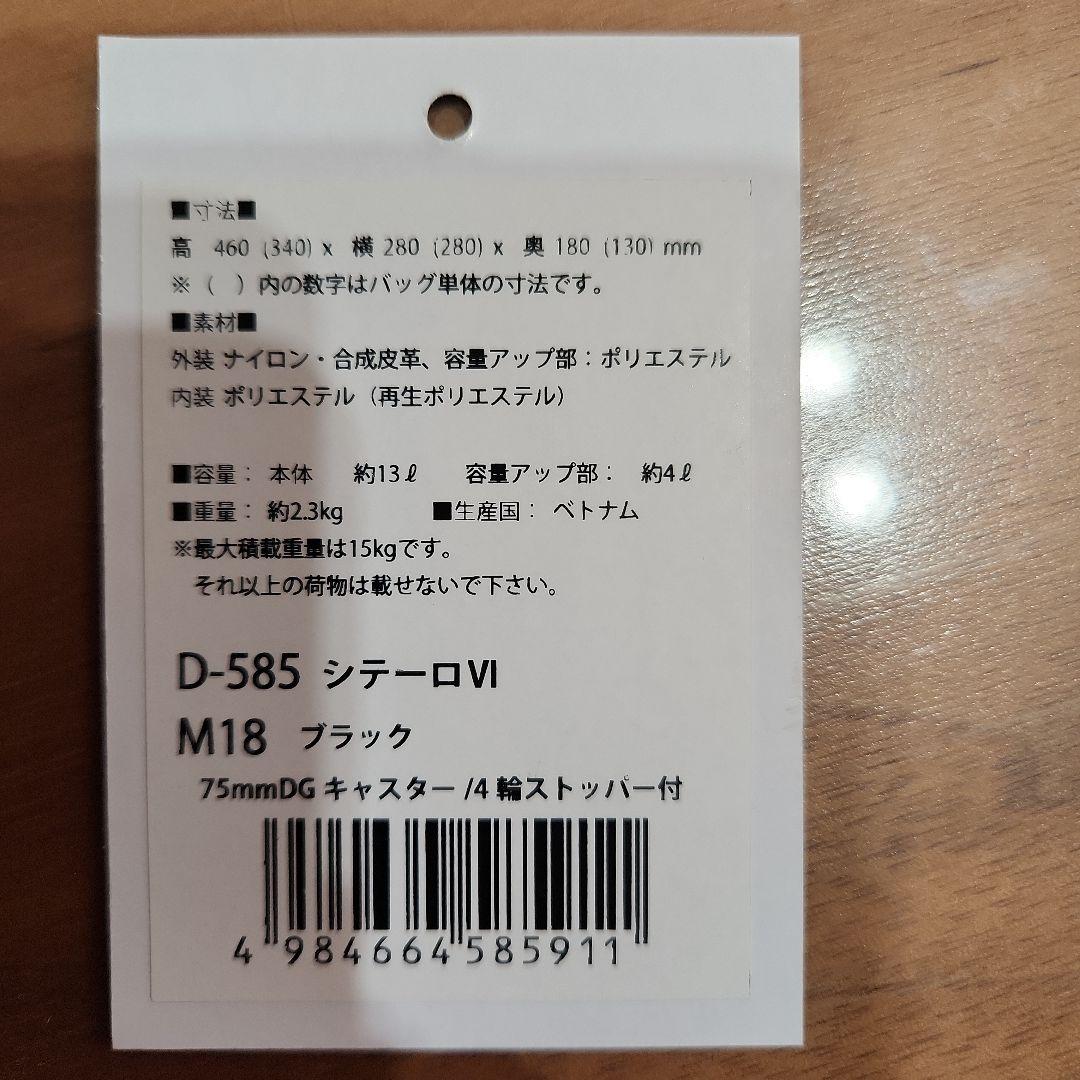 ■寸法■
高 460 (340) x 横 280 (280) x 奥 180 (130) mm
※（ ）内の数字はバッグ単体の寸法です。
■素材■
外装 ナイロン・合成皮革、容量アップ部：ポリエステル
内装 ポリエステル（再生ポリエステル）
■容量： 本体 約13ℓ 容量アップ部： 約4ℓ
■重量： 約2.3kg ■生産国： ベトナム
※最大積載重量は15kgです。
それ以上の荷物は載せないで下さい。
D-585 シテーロⅥ
M18 ブラック
75mmDG キャスター /4 輪ストッパー付
4 984664 585911